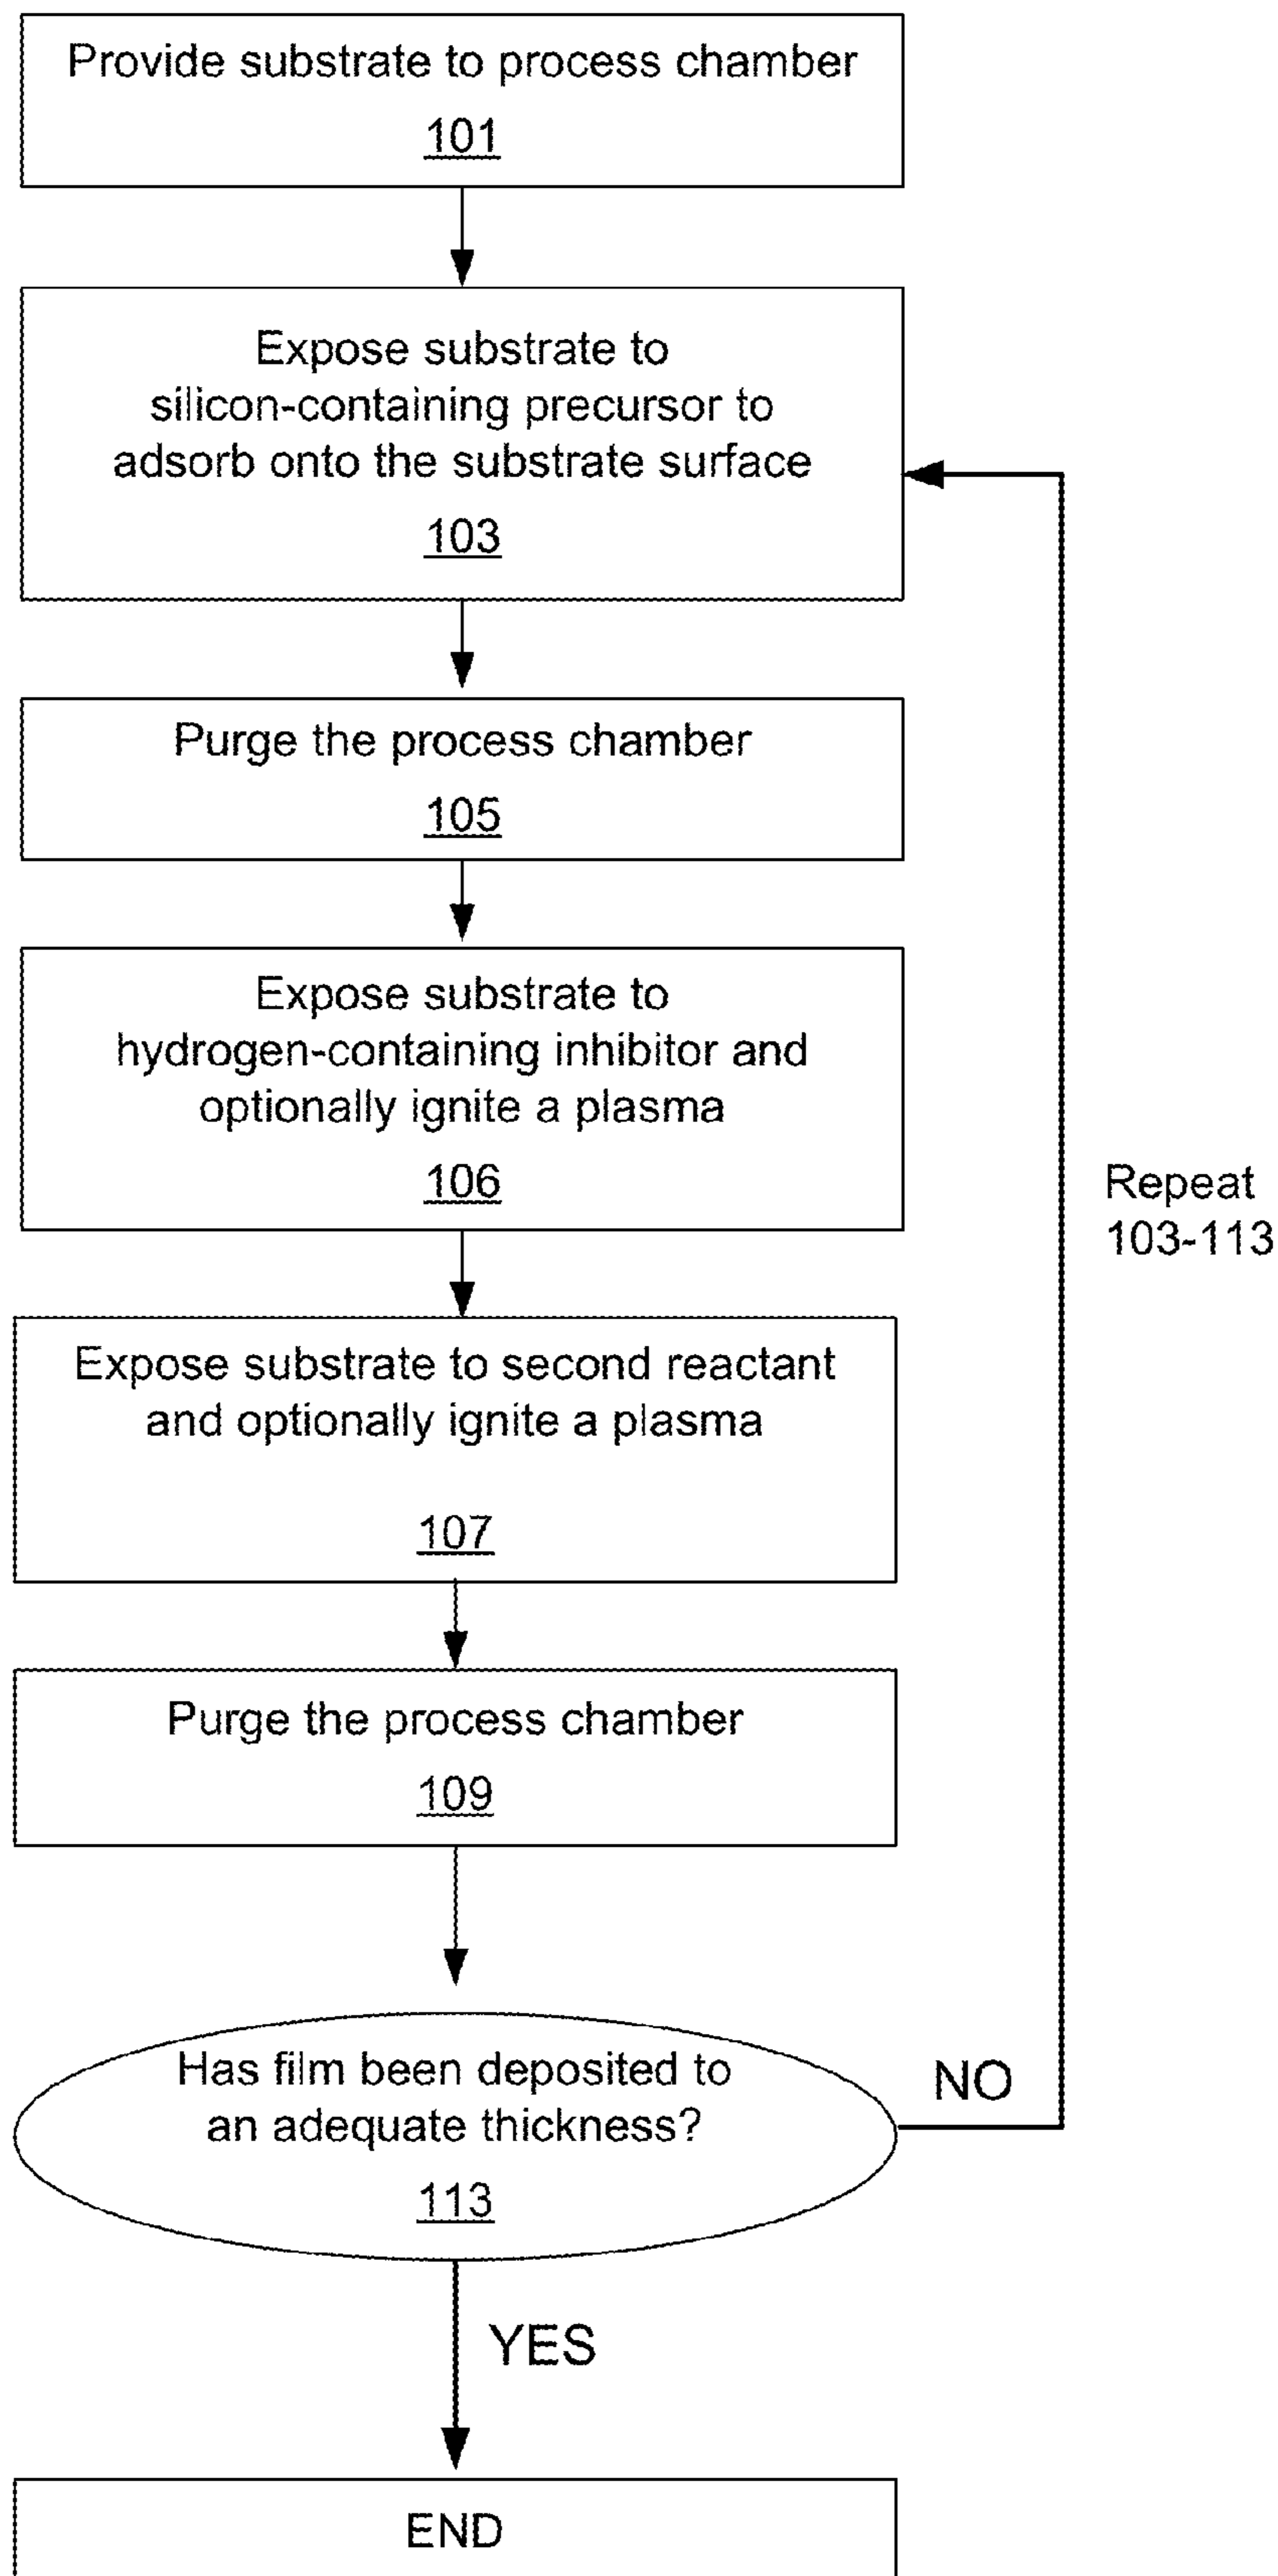 Provide substrate to process chamber
101
Expose substrate to
silicon-containing precursor to
adsorb onto the substrate surface
103
Purge the process chamber
105
Expose substrate to
hydrogen-containing inhibitor and
optionally ignite a plasma
106
Repeat
103-113
Expose substrate to second reactant
and optionally ignite a plasma
107
Purge the process chamber
109
Has film been deposited to
an adequate thickness?
113
NO
YES
END